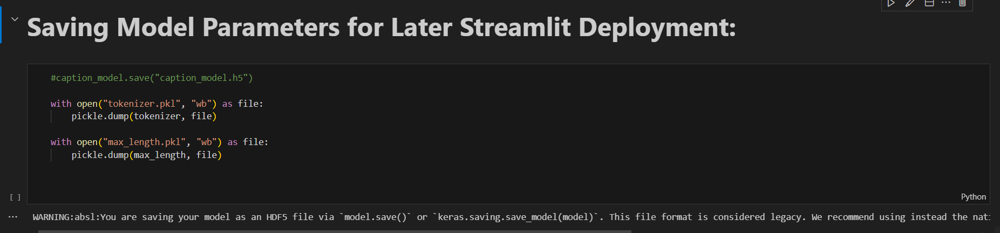 Saving Model Parameters for Later Streamlit Deployment:
#caption_model.save("caption_model.h5")
with open("tokenizer.pkl", "wb") as file:
pickle.dump(tokenizer, file)
with open("max_length.pkl", "wb") as file:
pickle.dump(max_length, file)
[ ]
Python
WARNING:absl:You are saving your model as an HDF5 file via `model.save()` or `keras.saving.save_model(model)`. This file format is considered legacy. We recommend using instead the nati